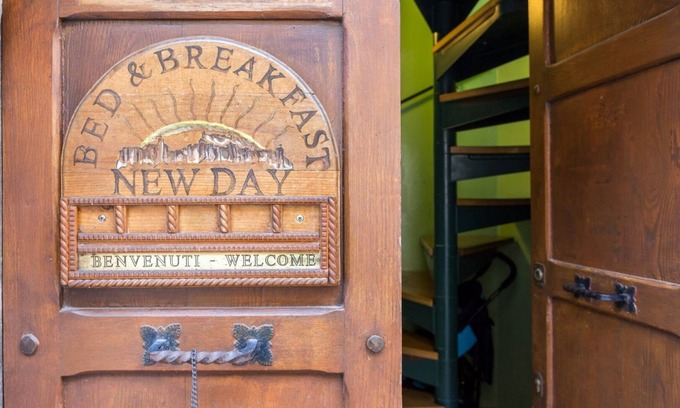 BED & BREAKFAST
NEW DAY
BENVENUTI - WELCOME